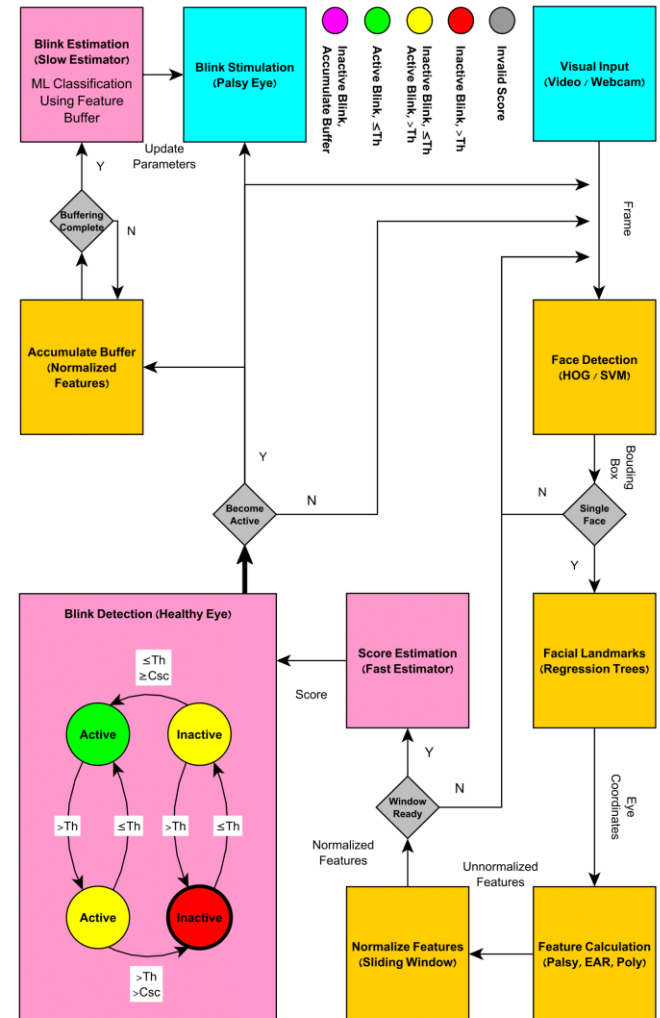 Blink Estimation
(Slow Estimator)
ML Classification
Using Feature
Buffer
Blink Stimulation
(Palsy Eye)
Inactive Blink,
Accumulate Buffer
Active Blink, ≤Th
Inactive Blink, ≤Th
Active Blink, >Th
Inactive Blink, >Th
Invalid Score
Visual Input
(Video / Webcam)
Update
Parameters
Y
Buffering
Complete
N
Frame
Accumulate Buffer
(Normalized
Features)
Face Detection
(HOG / SVM)
Bouding
Box
Y
Become
Active
N
N
Single
Face
Y
Blink Detection (Healthy Eye)
≤Th
≥Csc
Active
Inactive
>Th
≤Th
>Th
≤Th
Active
Inactive
>Th
>Csc
Score
Score Estimation
(Fast Estimator)
Facial Landmarks
(Regression Trees)
Y
Window
Ready
N
Eye
Coordinates
Normalized
Features
Unnormalized
Features
Normalize Features
(Sliding Window)
Feature Calculation
(Palsy, EAR, Poly)